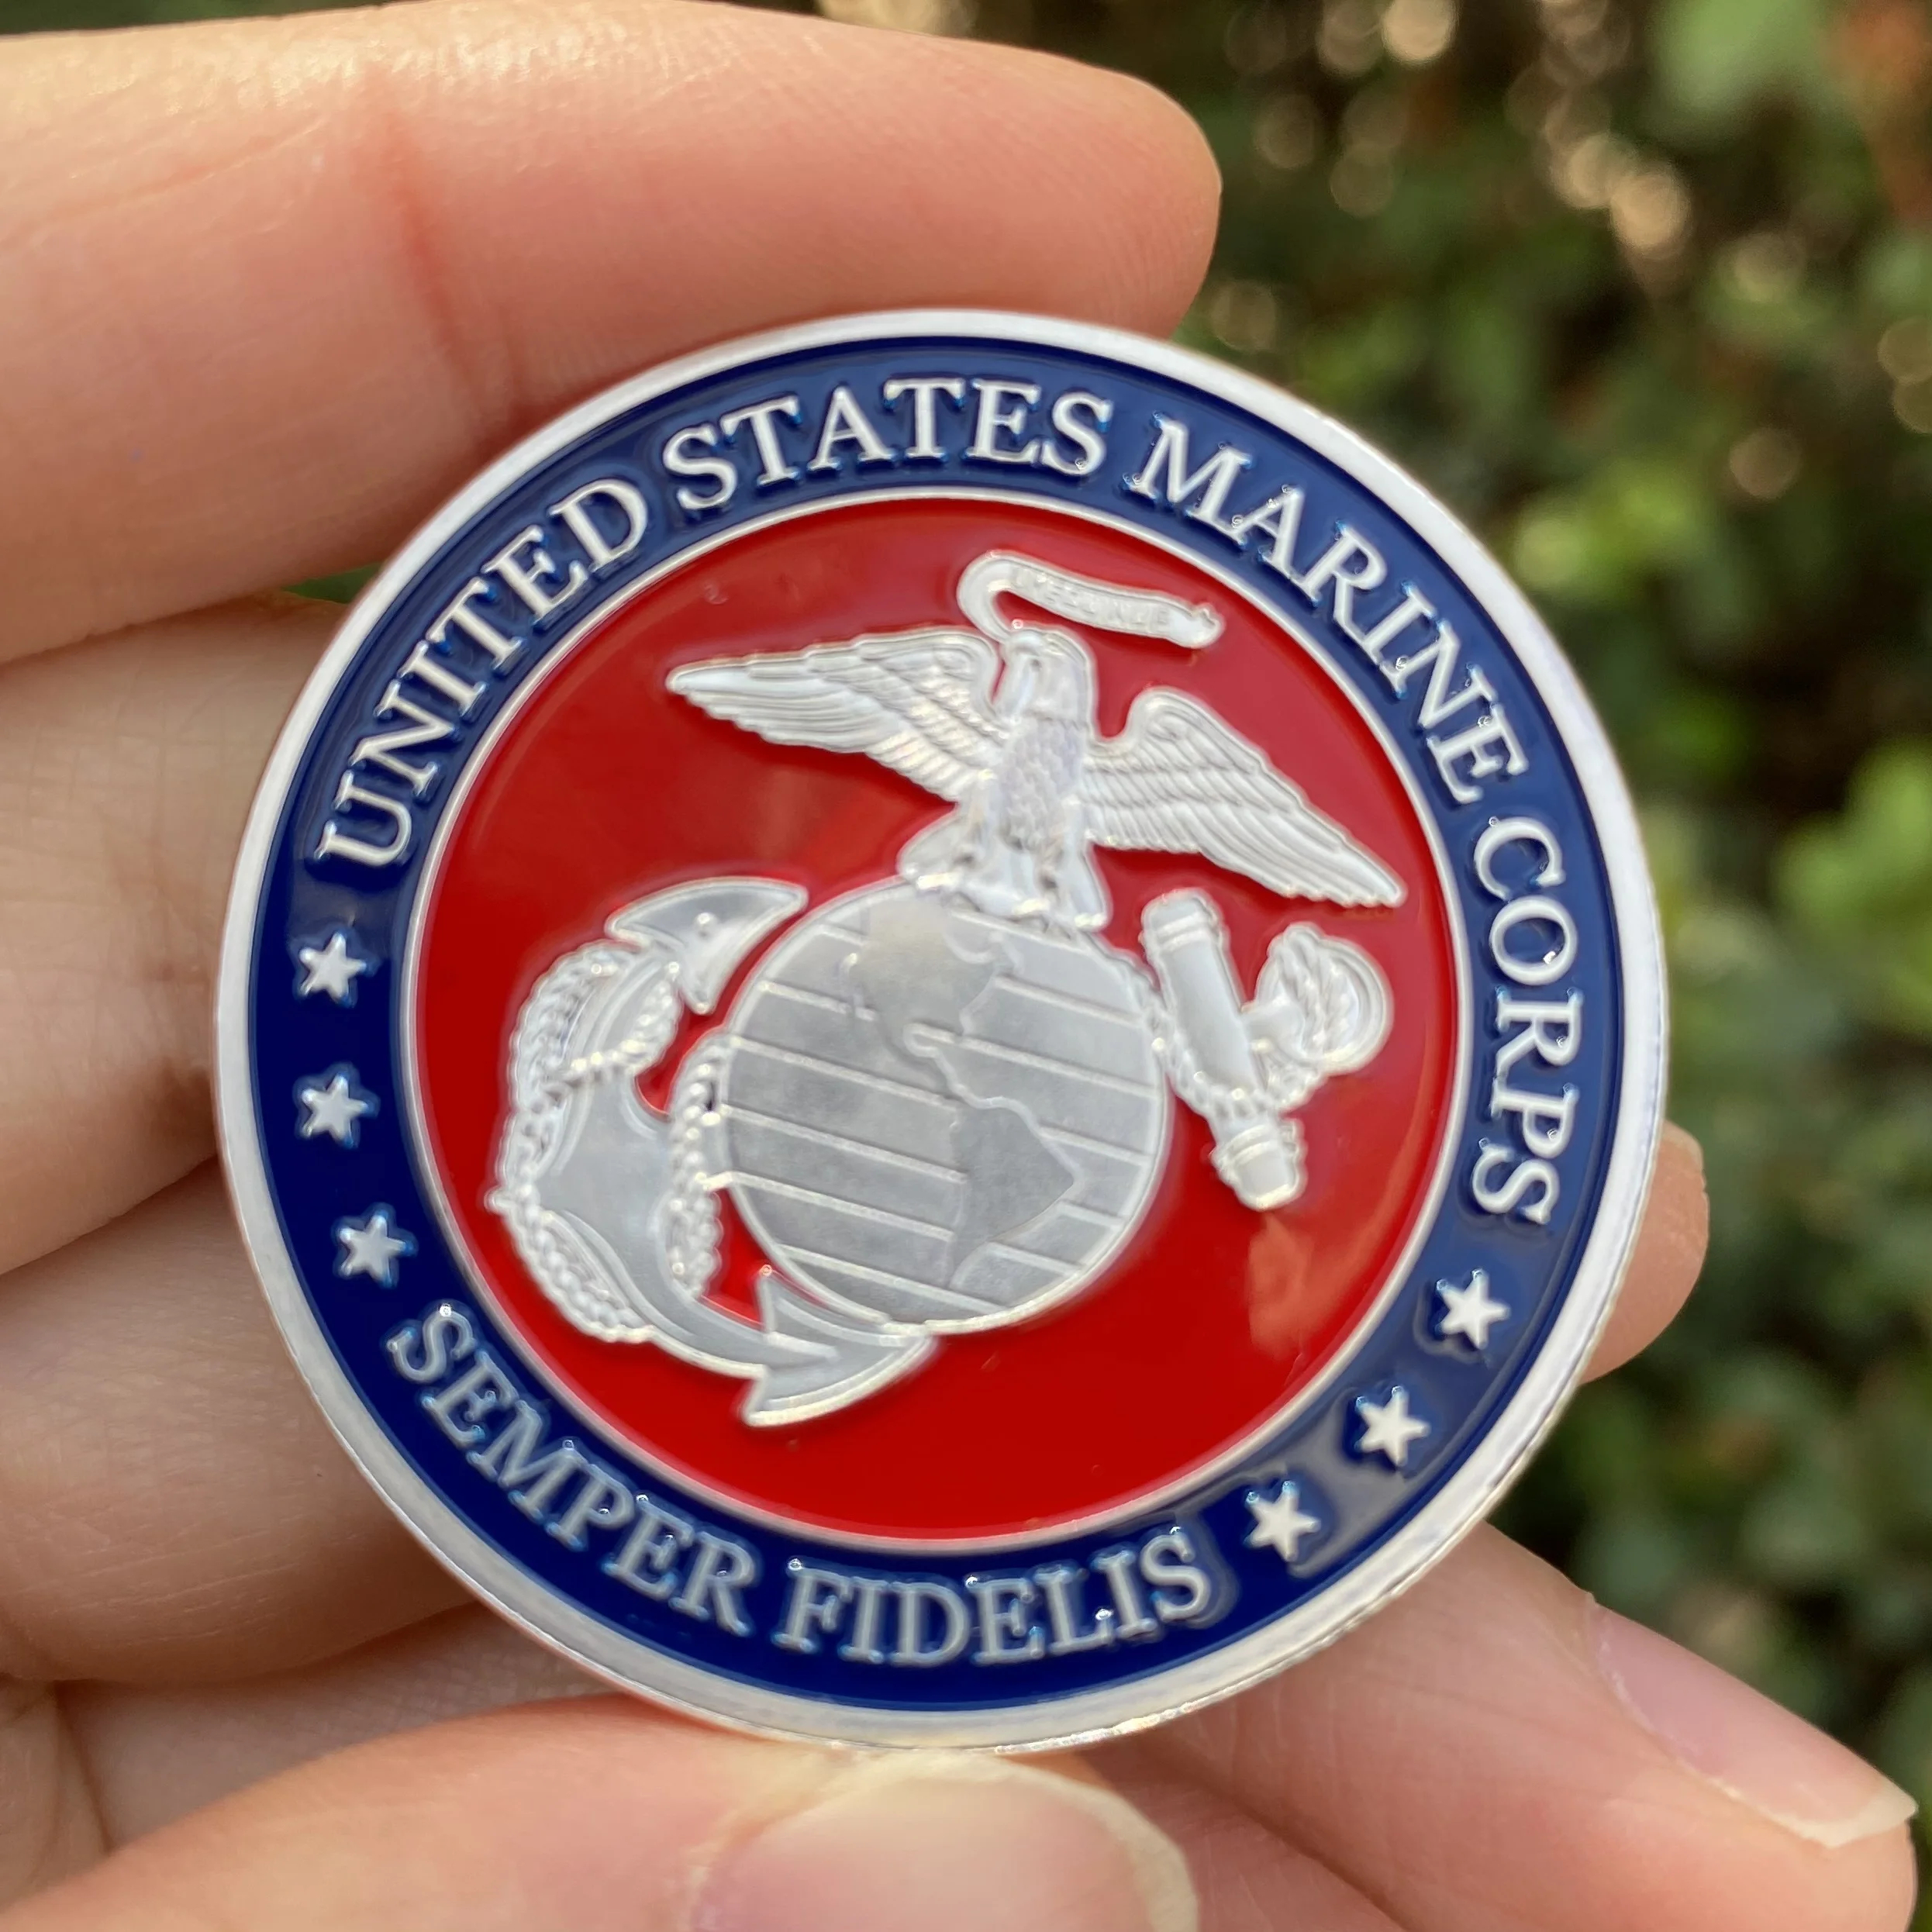 UNITED STATES MARINE CORPS
SEMPER FIDELIS